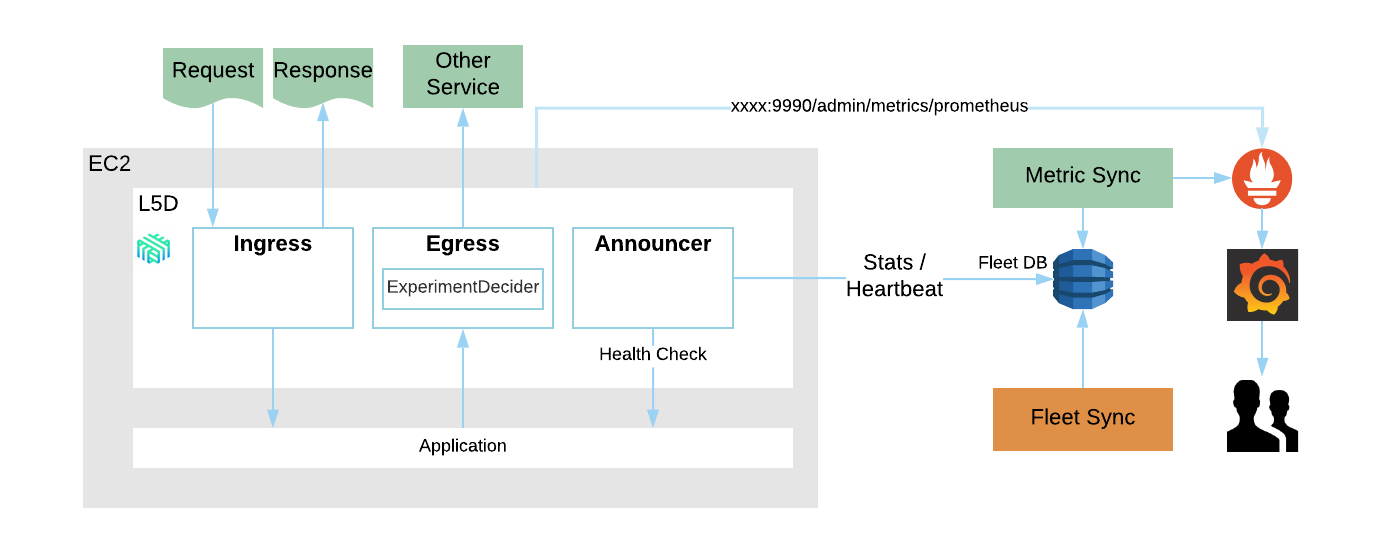 Request
Response
Other
Service
xxxx:9990/admin/metrics/prometheus
EC2
L5D
Ingress
Egress
ExperimentDecider
Announcer
Health Check
Application
Stats /
Heartbeat
Fleet DB
Metric Sync
Fleet Sync